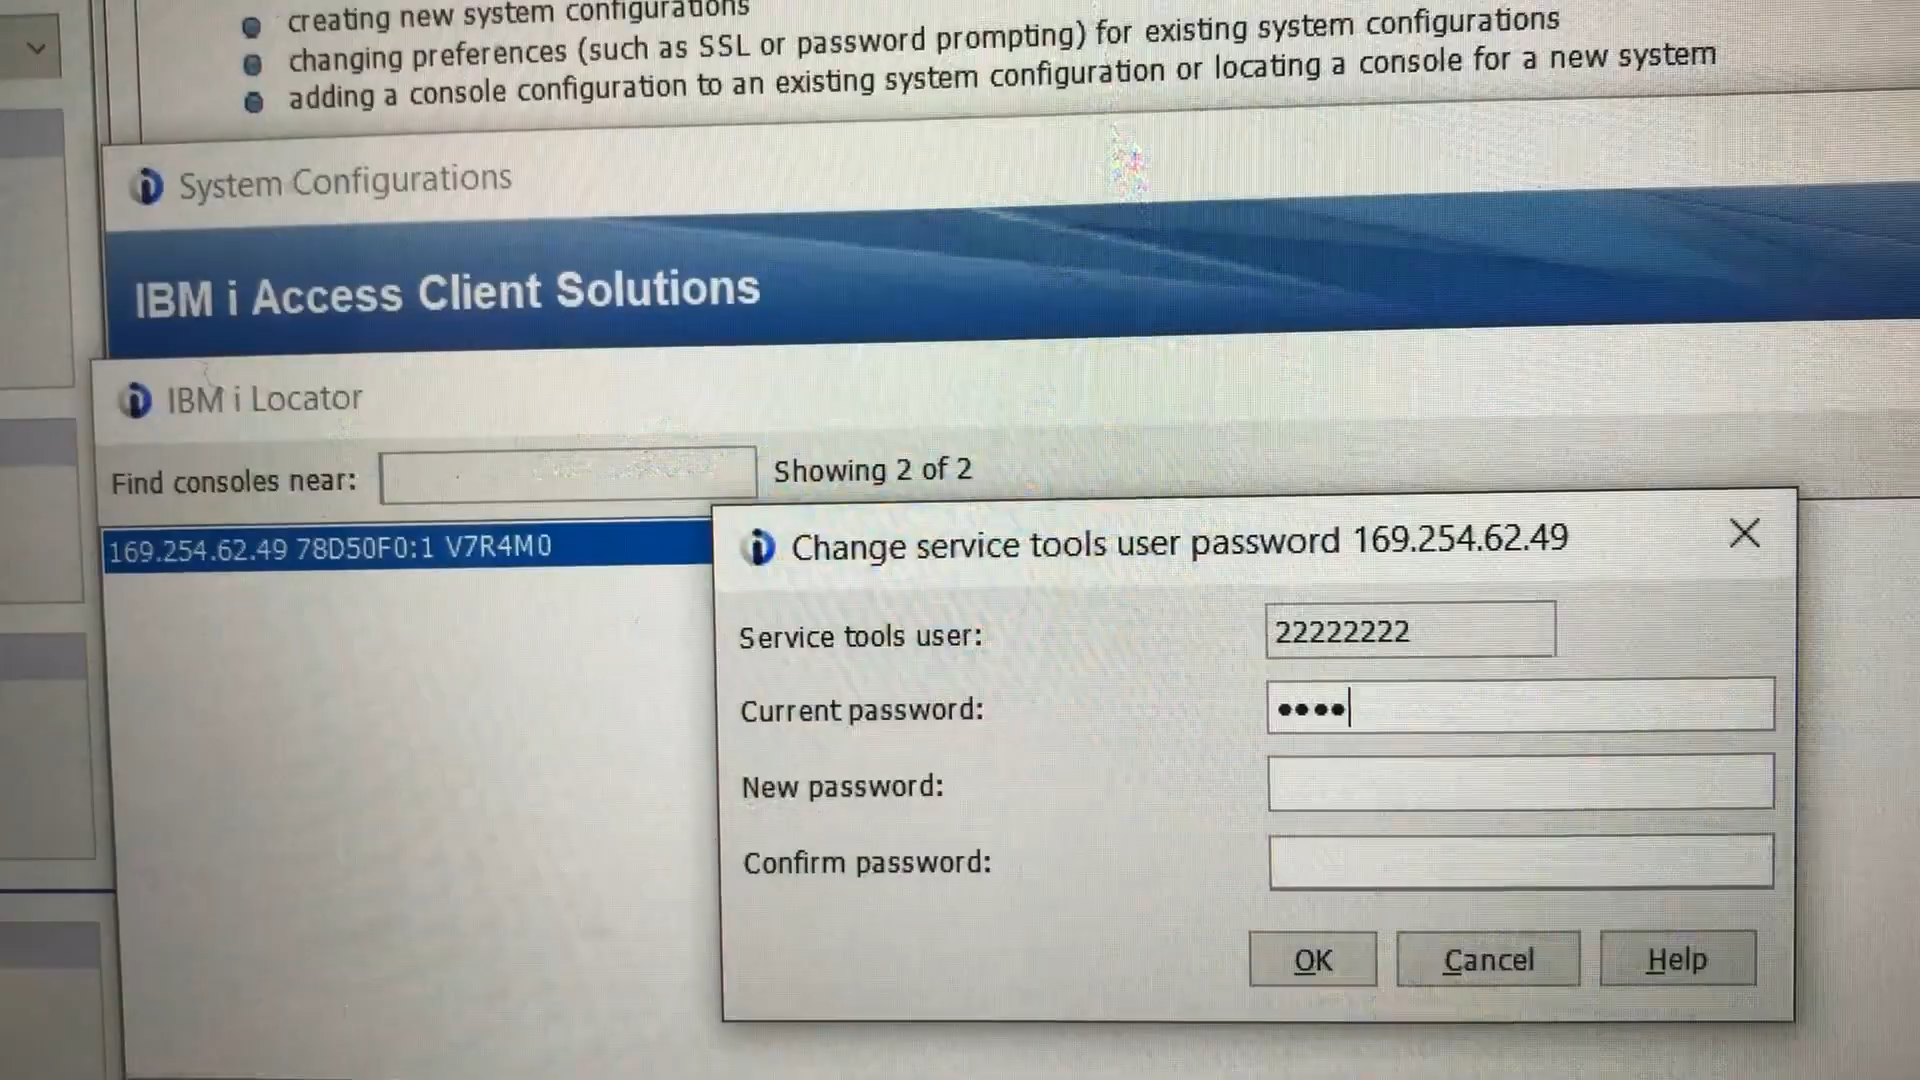 creating new system configurations
changing preferences (such as SSL or password prompting) for existing system configurations
adding a console configuration to an existing system configuration or locating a console for a new system
System Configurations
IBM i Access Client Solutions
IBM i Locator
Find consoles near:
Showing 2 of 2
169.254.62.49 78D50F0:1 V7R4M0
Change service tools user password 169.254.62.49
Service tools user:
22222222
Current password:
••••
New password:
Confirm password:
OK
Cancel
Help